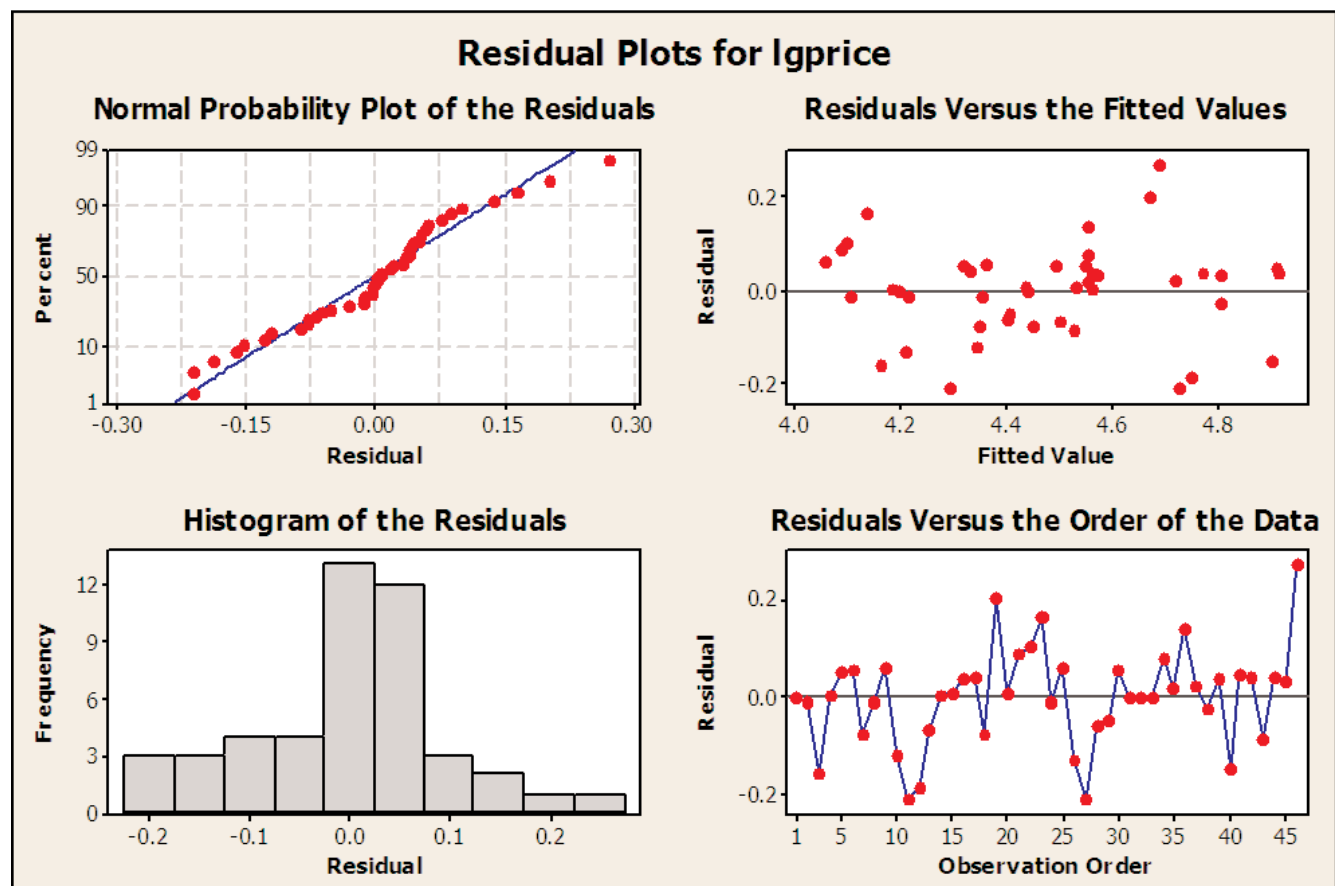 Residual Plots for lgprice
Normal Probability Plot of the Residuals
99
90
50
10
1
Per cent
-0.30 -0.15 0.00 0.15 0.30
Residual
Residuals Versus the Fitted Values
0.2
0.0
-0.2
Residual
4.0 4.2 4.4 4.6 4.8
Fitted Value
Histogram of the Residuals
12
9
6
3
0
Frequency
-0.2 -0.1 0.0 0.1 0.2
Residual
Residuals Versus the Order of the Data
0.2
0.0
-0.2
Residual
1 5 10 15 20 25 30 35 40 45
Observation Order